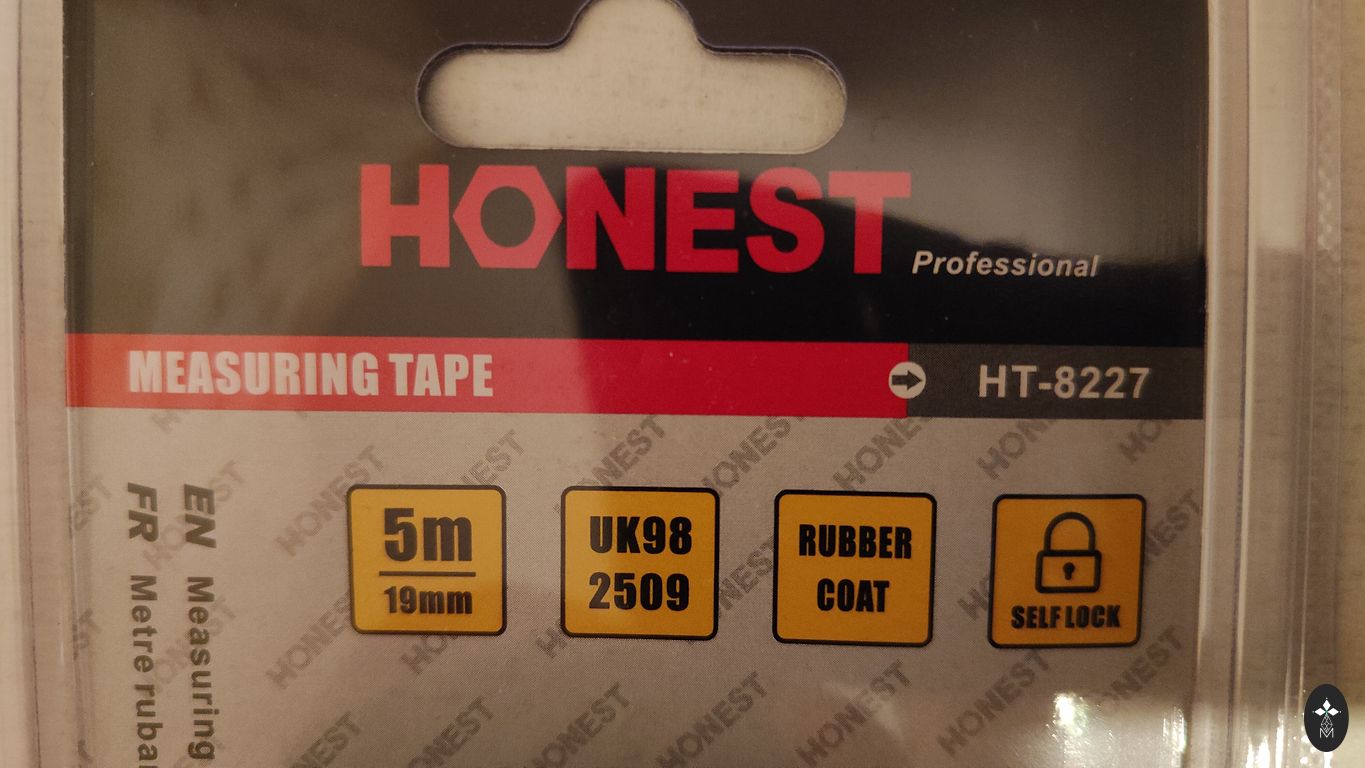 HONEST
Professional
MEASURING TAPE
HT-8227
5m
19mm
UK98
2509
RUBBER
COAT
SELF LOCK
EN Measuring
FR Metre ruba